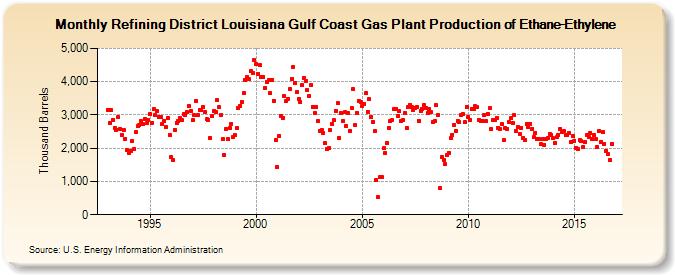 Monthly Refining District Louisiana Gulf Coast Gas Plant Production of Ethane-Ethylene
Thousand Barrels
5,000
4,000
3,000
2,000
1,000
0
1995 2000 2005 2010 2015
Source: U.S. Energy Information Administration